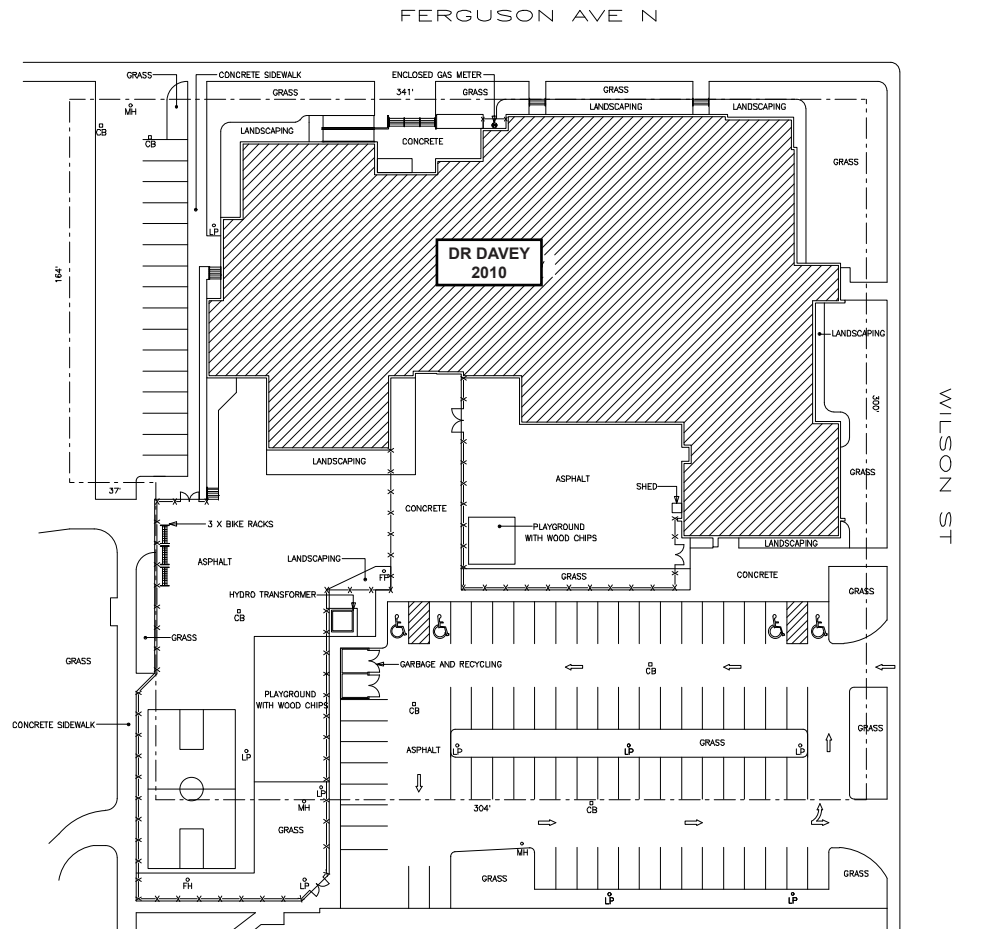 FERGUSON AVE N
GRASS
CONCRETE SIDEWALK
ENCLOSED GAS METER
GRASS
341'
GRASS
GRASS
MH
LANDSCAPING
LANDSCAPING
CB
CB
LANDSCAPING
CONCRETE
GRASS
LP
DR DAVEY
2010
164'
LANDSCAPING
300'
WILSON ST
LANDSCAPING
GRASS
ASPHALT
37'
SHED
CONCRETE
3 X BIKE RACKS
PLAYGROUND
WITH WOOD CHIPS
LANDSCAPING
ASPHALT
LANDSCAPING
FP
GRASS
CONCRETE
GRASS
HYDRO TRANSFORMER
CB
GRASS
GRASS
GARBAGE AND RECYCLING
CB
PLAYGROUND
WITH WOOD CHIPS
CB
CONCRETE SIDEWALK
GRASS
LP
ASPHALT
LP
LP
GRASS
LP
LP
MH
304'
CB
GRASS
MH
FH
LP
GRASS
GRASS
LP
LP